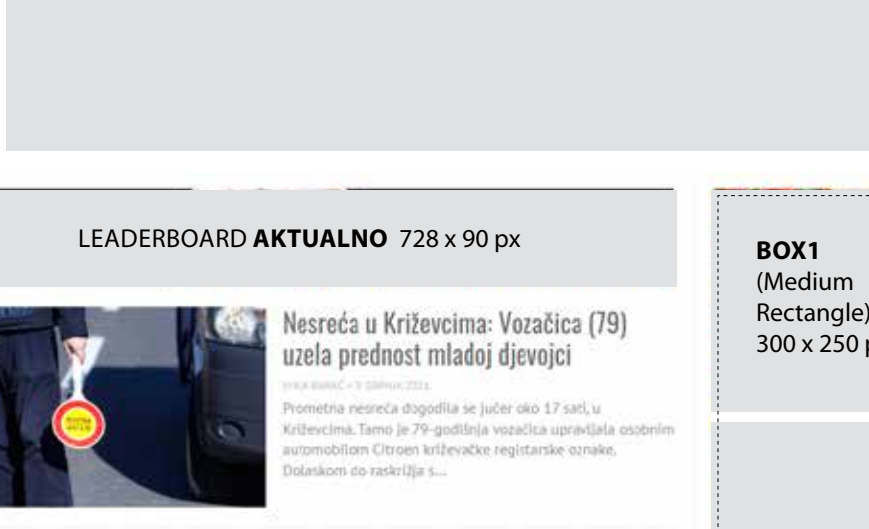 LEADERBOARD AKTUALNO 728 x 90 px
BOX1
(Medium
Rectangle)
300 x 250
Nesreća u Križevcima: Vozačica (79)
uzela prednost mladoj djevojci
Prometna nesreća dogodila se jučer oko 17 sati, u
Križevcima. Tamo je 79-godišnja vozačica upravljala osobnim
automobilom Citroen križevačke registarske oznake.
Dolaskom do raskrižja s...